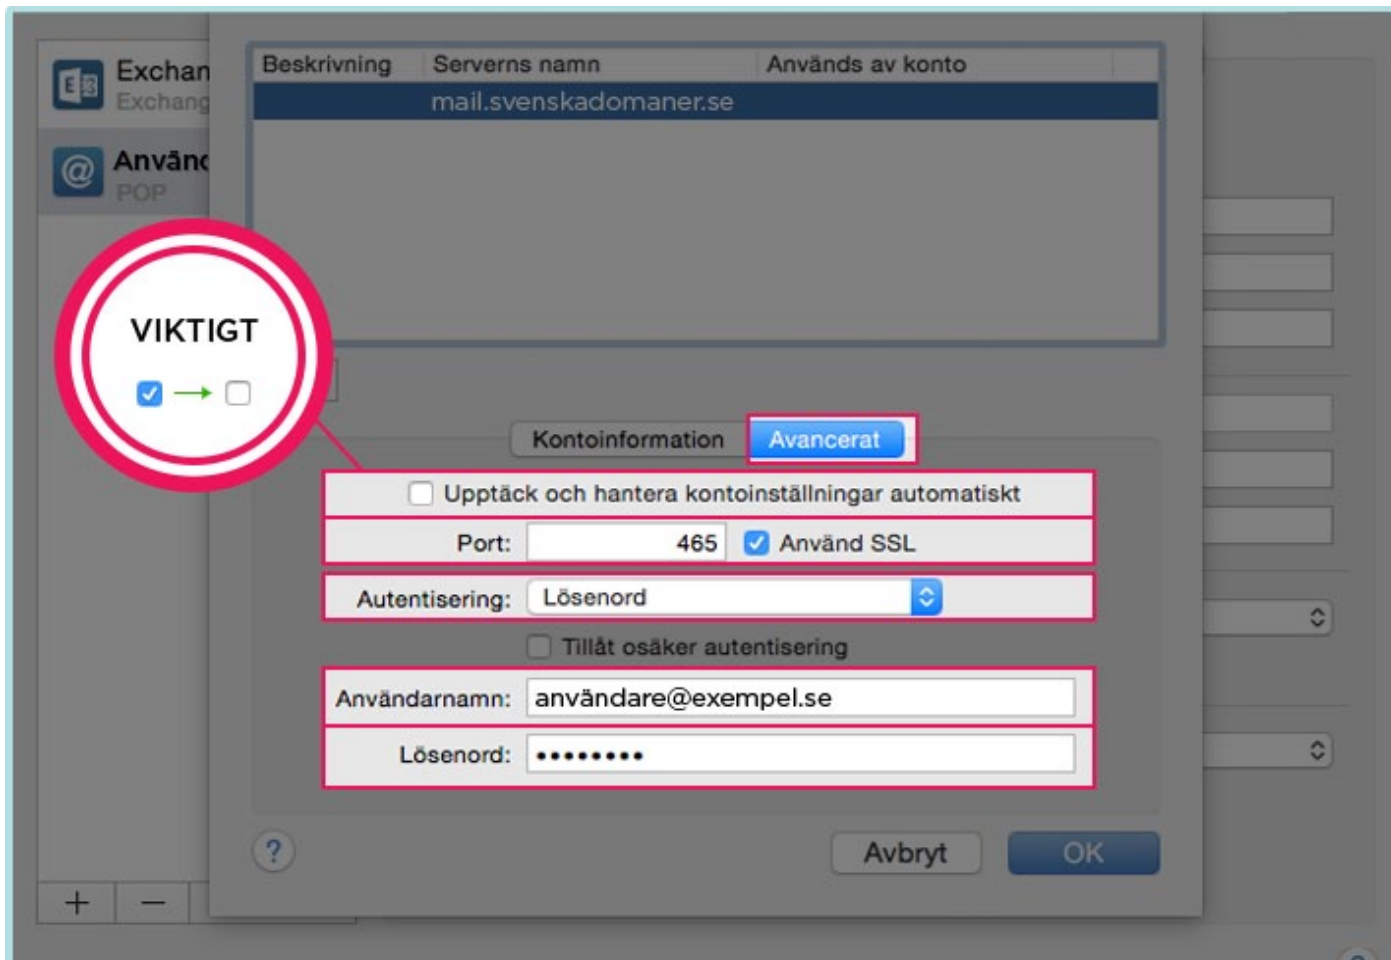 Exchan
Exchang
Använd
POP
Beskrivning Serverns namn Används av konto
mail.svenskadomaner.se
VIKTIGT
Kontoinformation Avancerat
Upptäck och hantera kontoinställningar automatiskt
Port: 465 Använd SSL
Autentisering: Lösenord
Tillåt osäker autentisering
Användarnamn: användare@exempel.se
Lösenord: ••••••••
? Avbryt OK
+ −